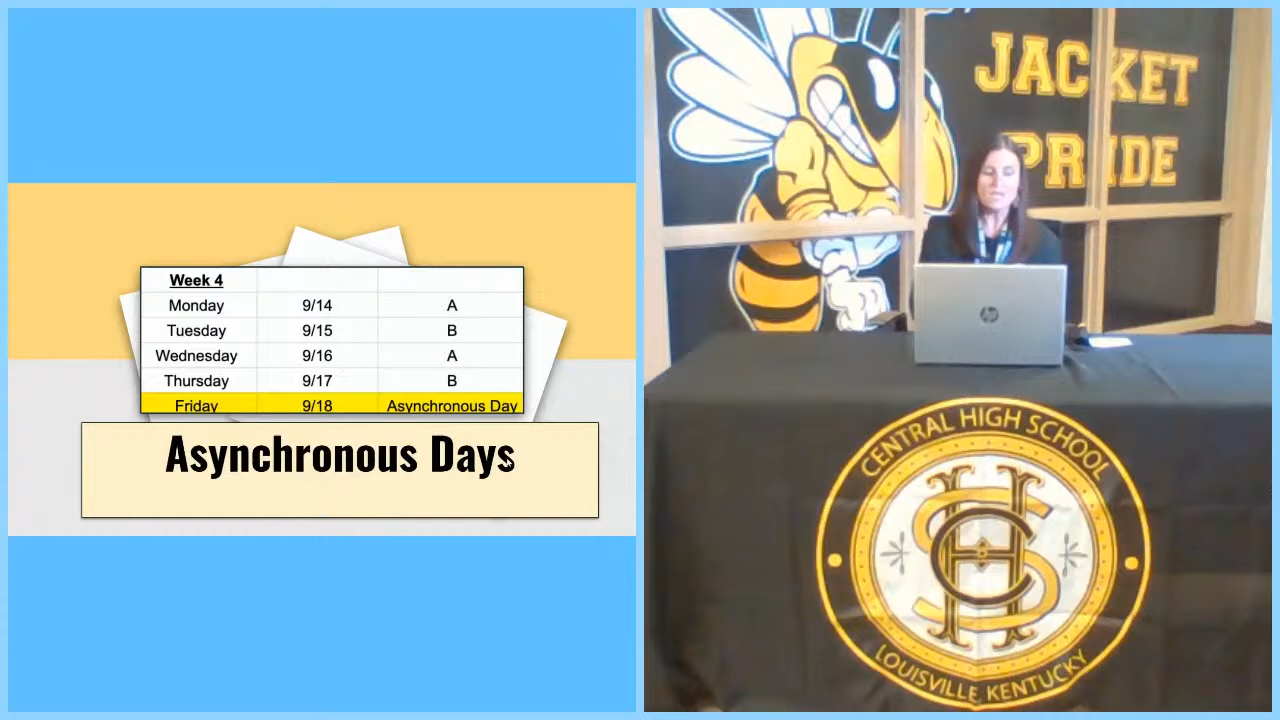 Week 4
Monday 9/14 A
Tuesday 9/15 B
Wednesday 9/16 A
Thursday 9/17 B
Friday 9/18 Asynchronous Day
Asynchronous Days
JACKET
PRIDE
hp
CENTRAL HIGH SCHOOL
CHS
LOUISVILLE KENTUCKY